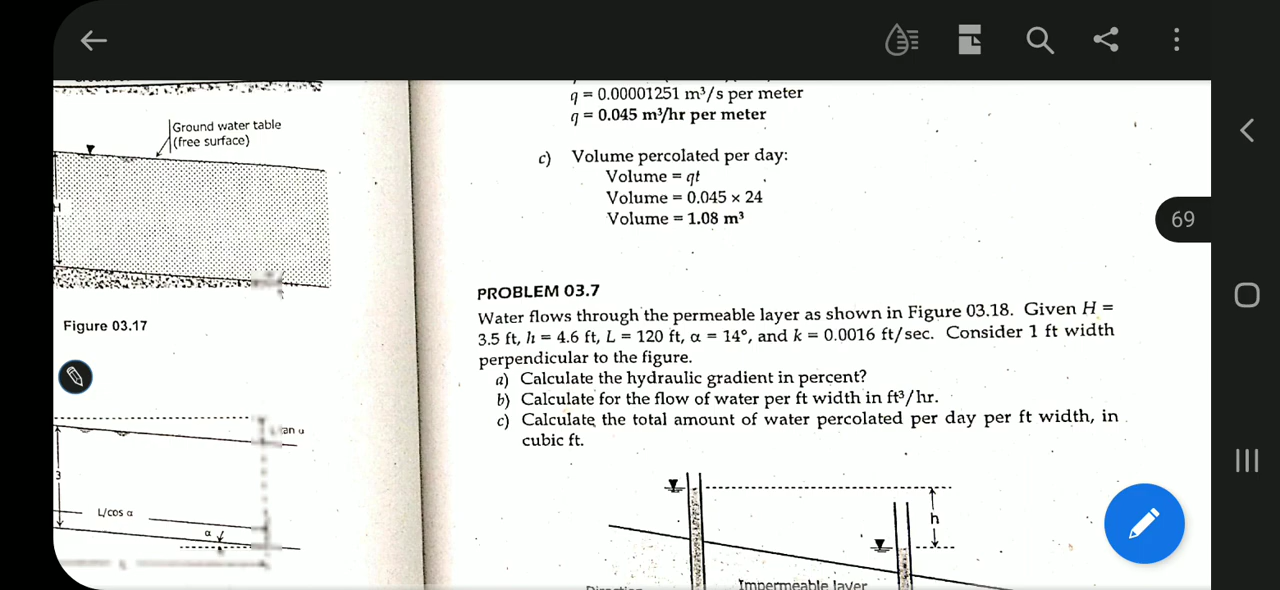 Ground water table
(free surface)
H
Figure 03.17
an α
3
L/cos α
α
q = 0.00001251 m³/s per meter
q = 0.045 m³/hr per meter
c) Volume percolated per day:
Volume = qt
Volume = 0.045 × 24
Volume = 1.08 m³
69
PROBLEM 03.7
Water flows through the permeable layer as shown in Figure 03.18. Given H =
3.5 ft, h = 4.6 ft, L = 120 ft, α = 14°, and k = 0.0016 ft/sec. Consider 1 ft width
perpendicular to the figure.
a) Calculate the hydraulic gradient in percent?
b) Calculate for the flow of water per ft width in ft³/hr.
c) Calculate the total amount of water percolated per day per ft width, in
cubic ft.
h
Direction
Impermeable layer